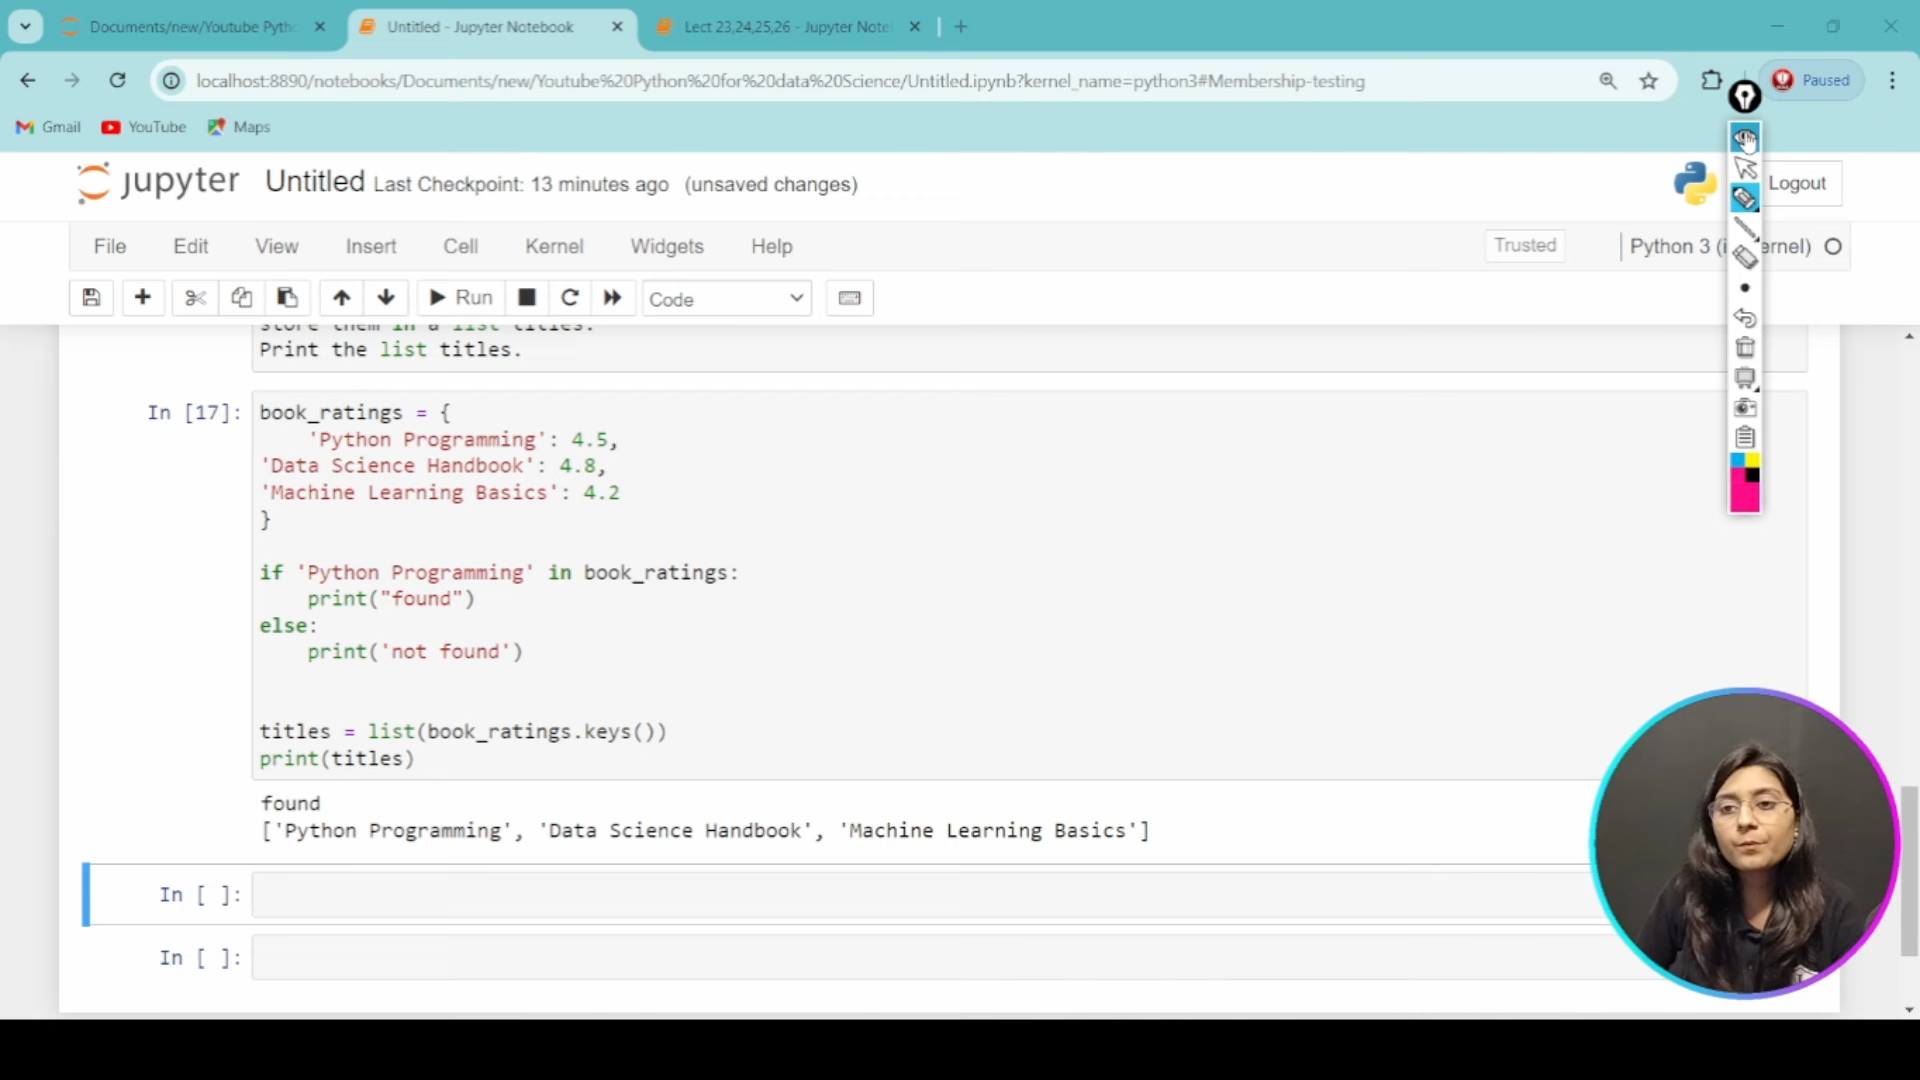 Documents/new/Youtube Pytho
Untitled - Jupyter Notebook
Lect 23,24,25,26 - Jupyter Note
localhost:8890/notebooks/Documents/new/Youtube%20Python%20for%20data%20Science/Untitled.ipynb?kernel_name=python3#Membership-testing
Paused
Gmail
YouTube
Maps
jupyter
Untitled Last Checkpoint: 13 minutes ago (unsaved changes)
Logout
File
Edit
View
Insert
Cell
Kernel
Widgets
Help
Trusted
Python 3 (i
ernel)
Run
Code
store them in a list titles.
Print the list titles.
In [17]:
book_ratings = {
    'Python Programming': 4.5,
'Data Science Handbook': 4.8,
'Machine Learning Basics': 4.2
}
if 'Python Programming' in book_ratings:
    print("found")
else:
    print('not found')
titles = list(book_ratings.keys())
print(titles)
found
['Python Programming', 'Data Science Handbook', 'Machine Learning Basics']
In [ ]:
In [ ]: